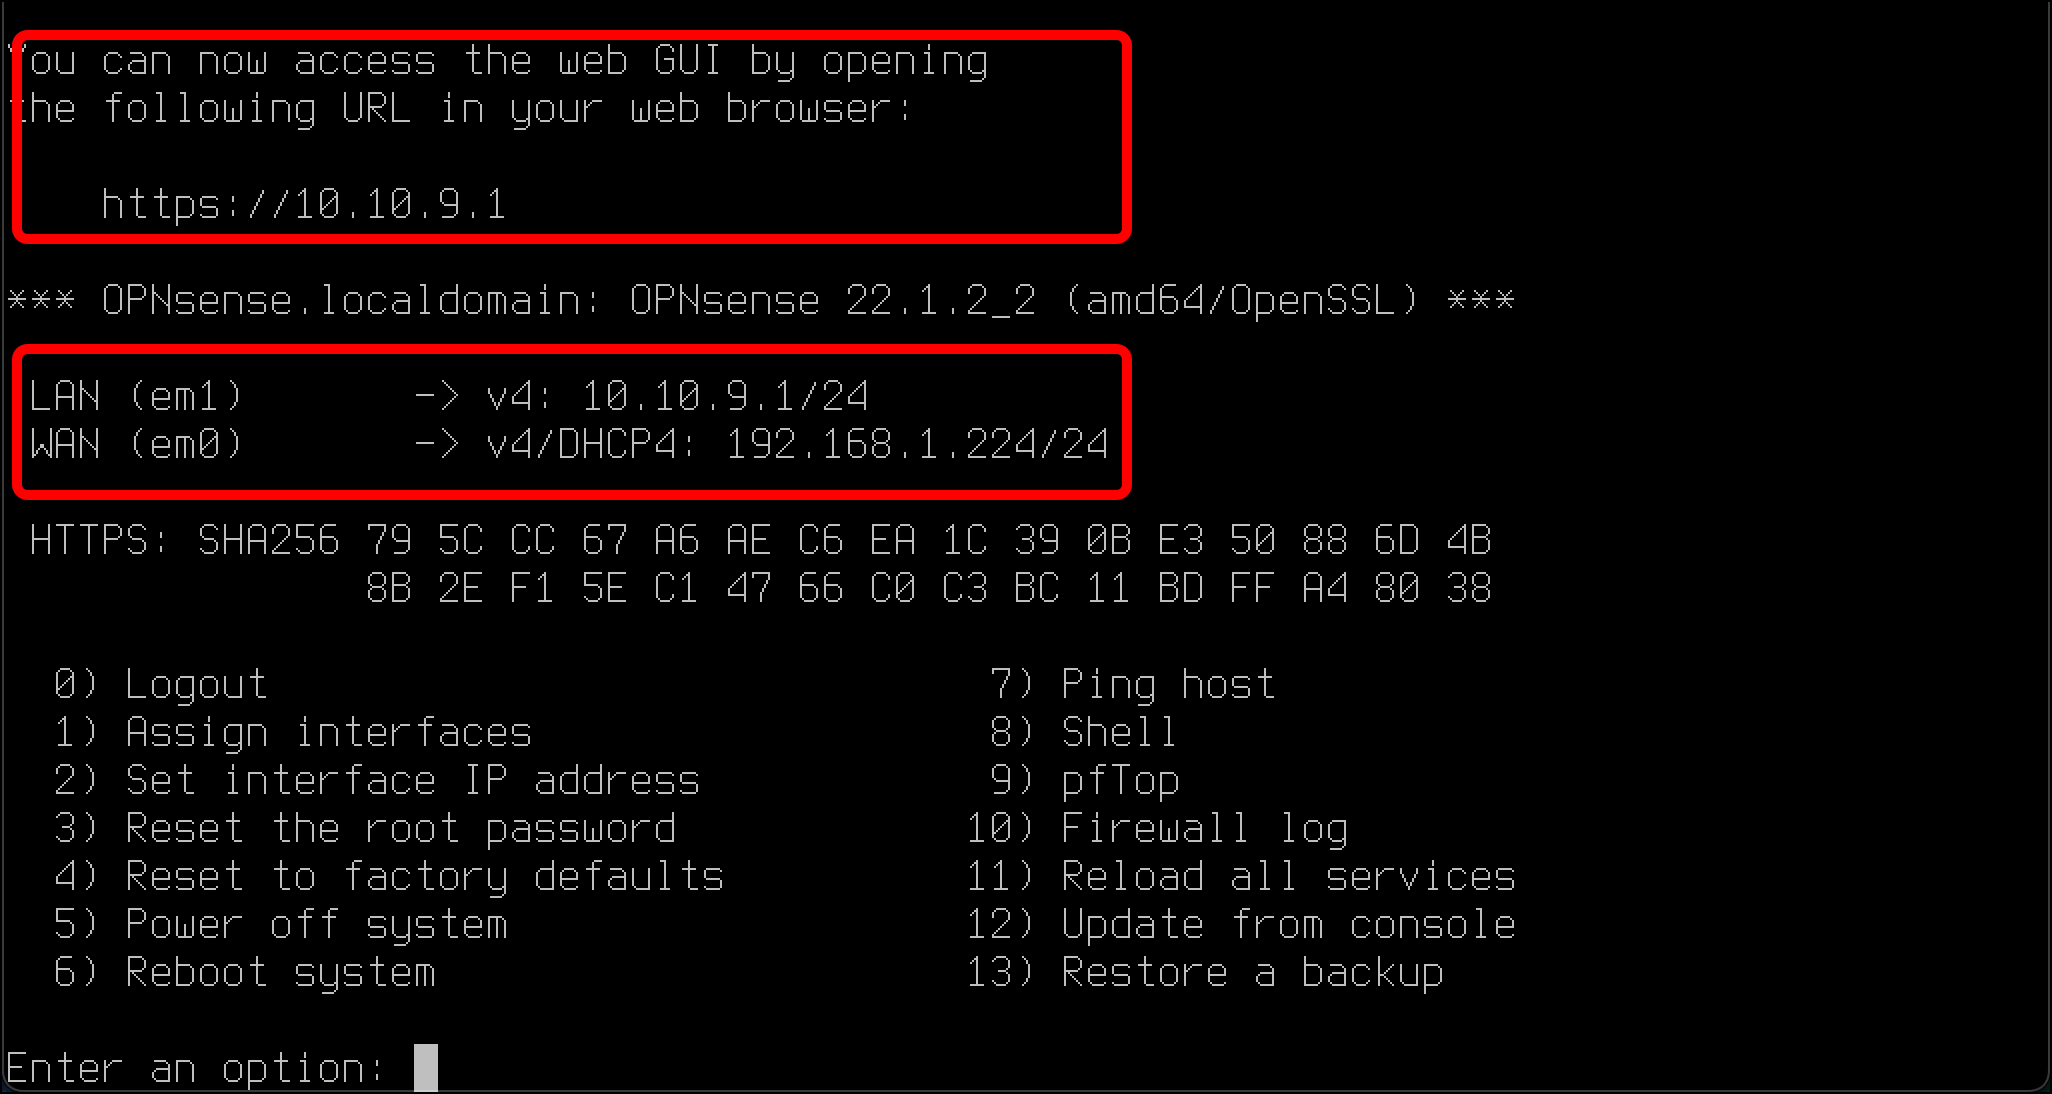 You can now access the web GUI by opening
the following URL in your web browser:
https://10.10.9.1
*** OPNsense.localdomain: OPNsense 22.1.2_2 (amd64/OpenSSL) ***
LAN (em1)       -> v4: 10.10.9.1/24
WAN (em0)       -> v4/DHCP4: 192.168.1.224/24
HTTPS: SHA256 79 5C CC 67 A6 AE C6 EA 1C 39 0B E3 50 88 6D 4B
8B 2E F1 5E C1 47 66 C0 C3 BC 11 BD FF A4 80 38
0) Logout                              7) Ping host
1) Assign interfaces                   8) Shell
2) Set interface IP address            9) pfTop
3) Reset the root password            10) Firewall log
4) Reset to factory defaults          11) Reload all services
5) Power off system                   12) Update from console
6) Reboot system                      13) Restore a backup
Enter an option: